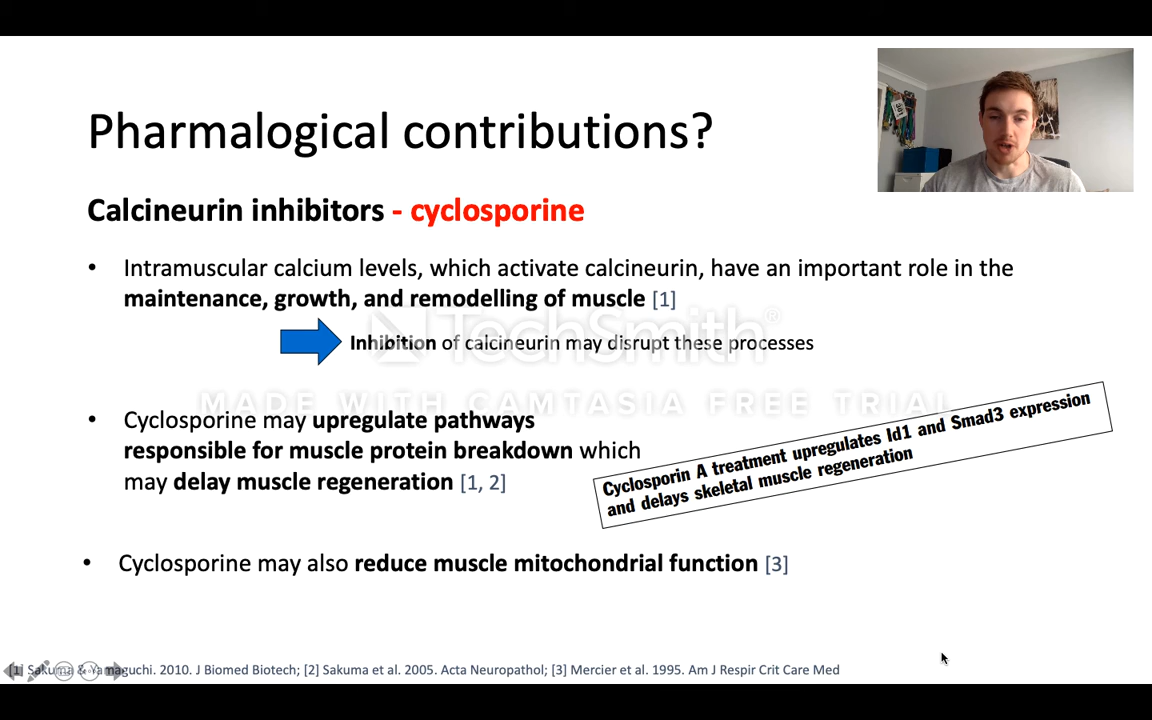 Pharmalogical contributions?
Calcineurin inhibitors - cyclosporine
• Intramuscular calcium levels, which activate calcineurin, have an important role in the
maintenance, growth, and remodelling of muscle [1]
Inhibition of calcineurin may disrupt these processes
TechSmith®
MADE WITH CAMTASIA FREE TRIAL
• Cyclosporine may upregulate pathways
responsible for muscle protein breakdown which
may delay muscle regeneration [1, 2]
Cyclosporin A treatment upregulates Id1 and Smad3 expression
and delays skeletal muscle regeneration
• Cyclosporine may also reduce muscle mitochondrial function [3]
[1] Sakuma & Yamaguchi. 2010. J Biomed Biotech; [2] Sakuma et al. 2005. Acta Neuropathol; [3] Mercier et al. 1995. Am J Respir Crit Care Med